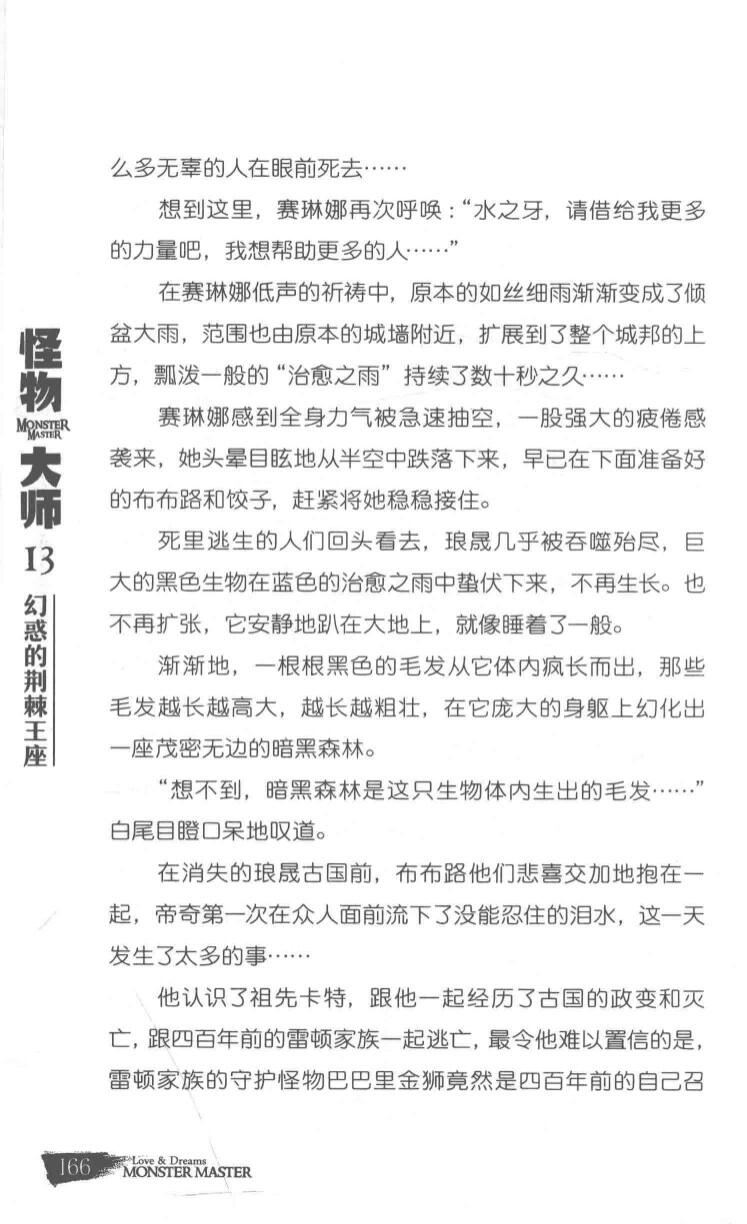 么多无辜的人在眼前死去……
想到这里，赛琳娜再次呼唤：“水之牙，请借给我更多
的力量吧，我想帮助更多的人……”
在赛琳娜低声的祈祷中，原本的如丝细雨渐渐变成了倾
盆大雨，范围也由原本的城墙附近，扩展到了整个城邦的上
方，瓢泼一般的“治愈之雨”持续了数十秒之久……
赛琳娜感到全身力气被急速抽空，一股强大的疲倦感
袭来，她头晕目眩地从半空中跌落下来，早已在下面准备好
的布布路和饺子，赶紧将她稳稳接住。
死里逃生的人们回头看去，琅晟几乎被吞噬殆尽，巨
大的黑色生物在蓝色的治愈之雨中蛰伏下来，不再生长。也
不再扩张，它安静地趴在大地上，就像睡着了一般。
渐渐地，一根根黑色的毛发从它体内疯长而出，那些
毛发越长越高大，越长越粗壮，在它庞大的身躯上幻化出
一座茂密无边的暗黑森林。
“想不到，暗黑森林是这只生物体内生出的毛发……”
白尾目瞪口呆地叹道。
在消失的琅晟古国前，布布路他们悲喜交加地抱在一
起，帝奇第一次在众人面前流下了没能忍住的泪水，这一天
发生了太多的事……
他认识了祖先卡特，跟他一起经历了古国的政变和灭
亡，跟四百年前的雷顿家族一起逃亡，最令他难以置信的是，
雷顿家族的守护怪物巴巴里金狮竟然是四百年前的自己召
怪物
MONSTER
MASTER
大师
13
幻惑的荆棘王座
166
Love & Dreams
MONSTER MASTER